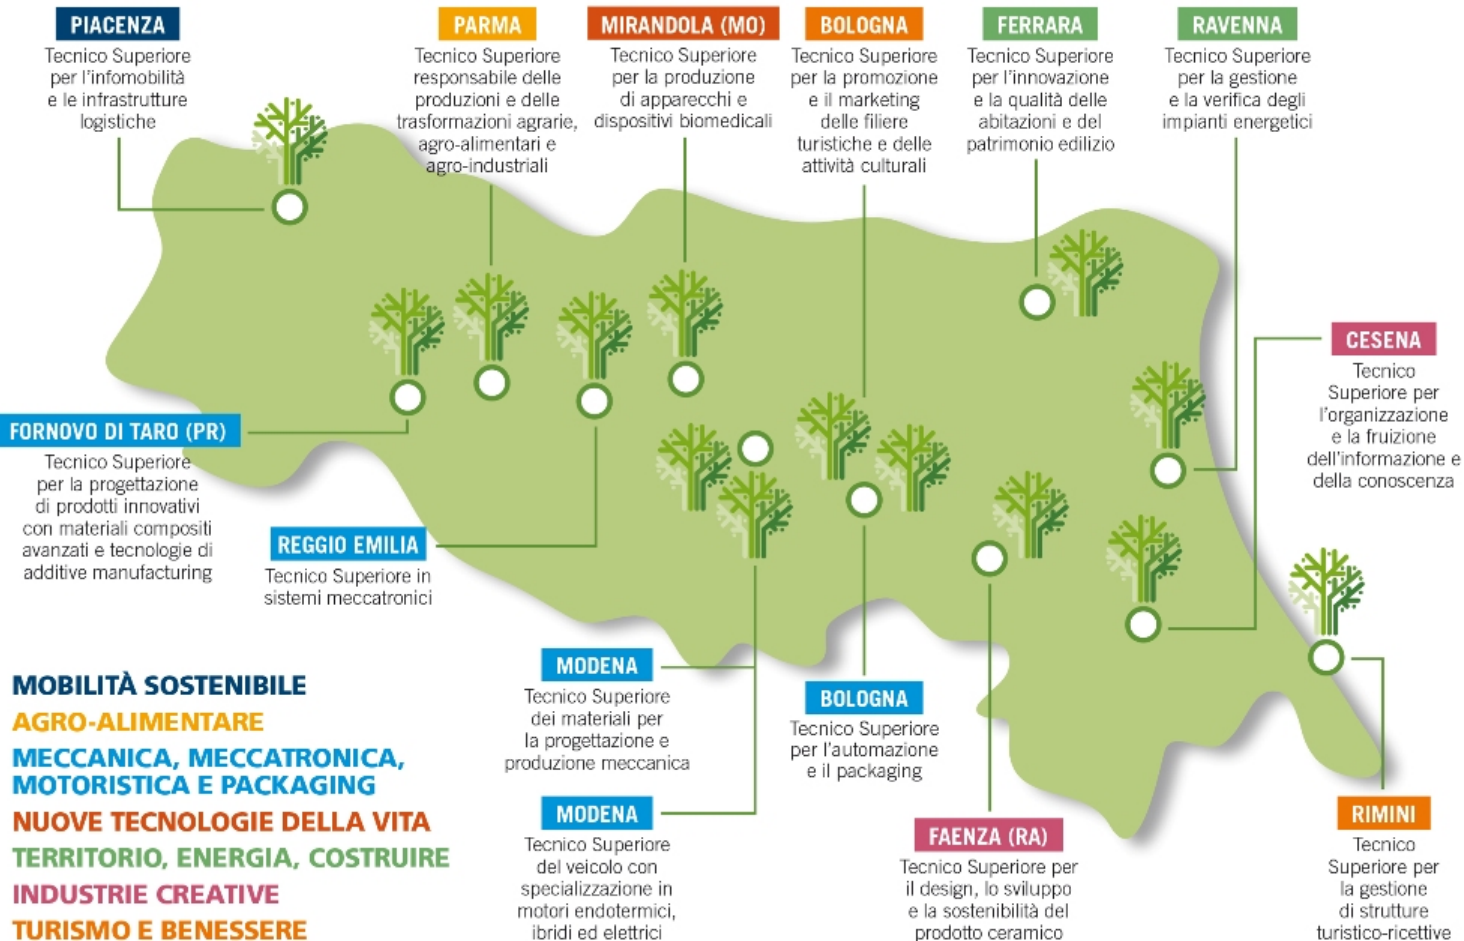 PIACENZA
Tecnico Superiore
per l'infomobilità
e le infrastrutture
logistiche
PARMA
Tecnico Superiore
responsabile delle
produzioni e delle
trasformazioni agrarie,
agro-alimentari e
agro-industriali
MIRANDOLA (MO)
Tecnico Superiore
per la produzione
di apparecchi e
dispositivi biomedicali
BOLOGNA
Tecnico Superiore
per la promozione
e il marketing
delle filiere
turistiche e delle
attività culturali
FERRARA
Tecnico Superiore
per l'innovazione
e la qualità delle
abitazioni e del
patrimonio edilizio
RAVENNA
Tecnico Superiore
per la gestione
e la verifica degli
impianti energetici
CESENA
Tecnico
Superiore per
l'organizzazione
e la fruizione
dell'informazione e
della conoscenza
FORNOVO DI TARO (PR)
Tecnico Superiore
per la progettazione
di prodotti innovativi
con materiali compositi
avanzati e tecnologie di
additive manufacturing
REGGIO EMILIA
Tecnico Superiore in
sistemi meccatronici
MODENA
Tecnico Superiore
dei materiali per
la progettazione e
produzione meccanica
BOLOGNA
Tecnico Superiore
per l'automazione
e il packaging
MODENA
Tecnico Superiore
del veicolo con
specializzazione in
motori endotermici,
ibridi ed elettrici
FAENZA (RA)
Tecnico Superiore per
il design, lo sviluppo
e la sostenibilità del
prodotto ceramico
RIMINI
Tecnico
Superiore per
la gestione
di strutture
turistico-ricettive
MOBILITÀ SOSTENIBILE
AGRO-ALIMENTARE
MECCANICA, MECCATRONICA,
MOTORISTICA E PACKAGING
NUOVE TECNOLOGIE DELLA VITA
TERRITORIO, ENERGIA, COSTRUIRE
INDUSTRIE CREATIVE
TURISMO E BENESSERE